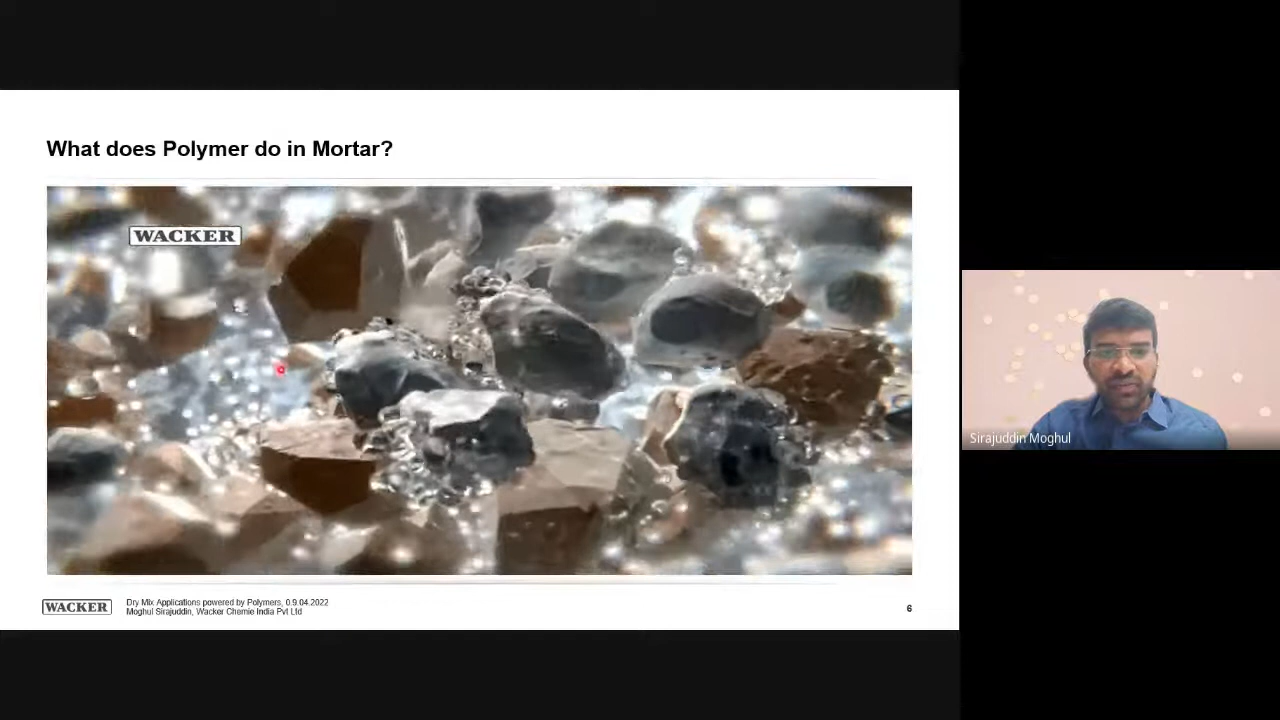 What does Polymer do in Mortar?
WACKER
Sirajuddin Moghul
WACKER
Dry Mix Applications powered by Polymers, 0.9.04.2022
Moghul Sirajuddin, Wacker Chemie India Pvt Ltd
6